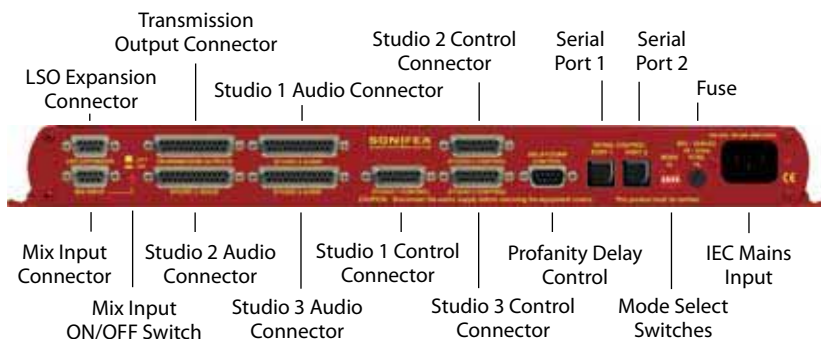 Transmission
Output Connector
Studio 2 Control
Connector
Serial
Port 1
Serial
Port 2
LSO Expansion
Connector
Studio 1 Audio Connector
Fuse
SONIFEX
Mix Input
Connector
Studio 2 Audio
Connector
Studio 1 Control
Connector
Profanity Delay
Control
IEC Mains
Input
Mix Input
ON/OFF Switch
Studio 3 Audio
Connector
Studio 3 Control
Connector
Mode Select
Switches